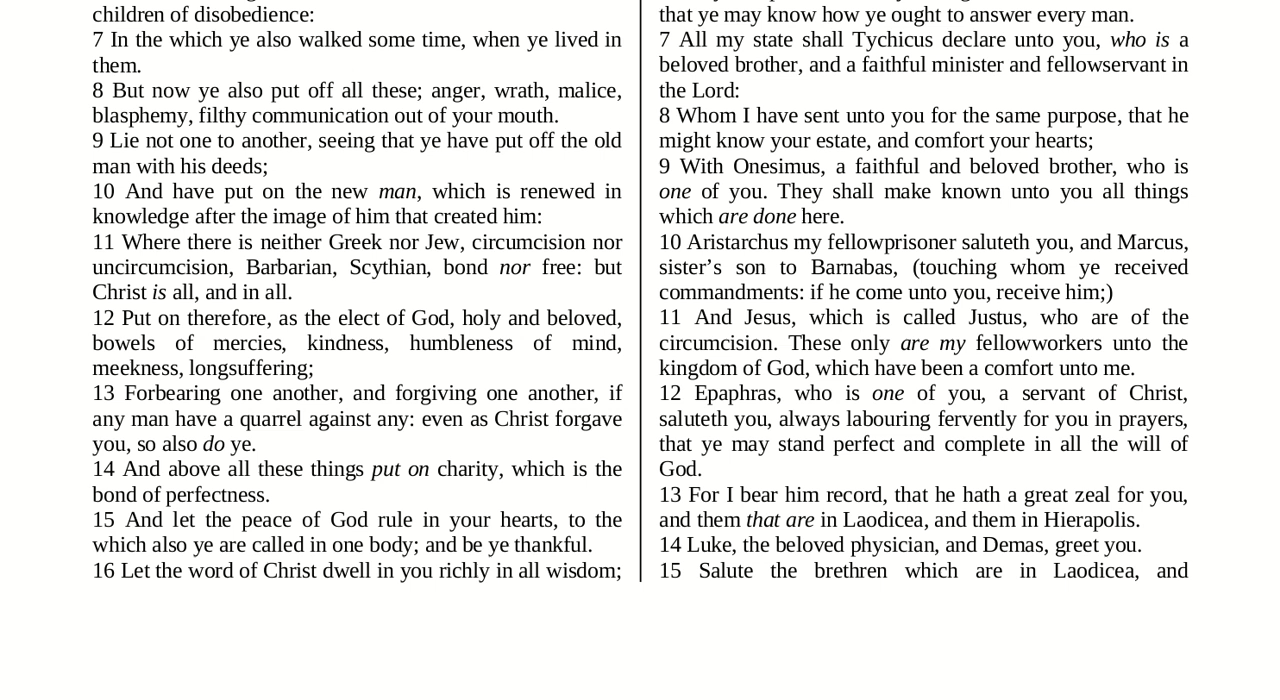 children of disobedience:
7 In the which ye also walked some time, when ye lived in
them.
8 But now ye also put off all these; anger, wrath, malice,
blasphemy, filthy communication out of your mouth.
9 Lie not one to another, seeing that ye have put off the old
man with his deeds;
10 And have put on the new man, which is renewed in
knowledge after the image of him that created him:
11 Where there is neither Greek nor Jew, circumcision nor
uncircumcision, Barbarian, Scythian, bond nor free: but
Christ is all, and in all.
12 Put on therefore, as the elect of God, holy and beloved,
bowels of mercies, kindness, humbleness of mind,
meekness, longsuffering;
13 Forbearing one another, and forgiving one another, if
any man have a quarrel against any: even as Christ forgave
you, so also do ye.
14 And above all these things put on charity, which is the
bond of perfectness.
15 And let the peace of God rule in your hearts, to the
which also ye are called in one body; and be ye thankful.
16 Let the word of Christ dwell in you richly in all wisdom;
that ye may know how ye ought to answer every man.
7 All my state shall Tychicus declare unto you, who is a
beloved brother, and a faithful minister and fellowservant in
the Lord:
8 Whom I have sent unto you for the same purpose, that he
might know your estate, and comfort your hearts;
9 With Onesimus, a faithful and beloved brother, who is
one of you. They shall make known unto you all things
which are done here.
10 Aristarchus my fellowprisoner saluteth you, and Marcus,
sister’s son to Barnabas, (touching whom ye received
commandments: if he come unto you, receive him;)
11 And Jesus, which is called Justus, who are of the
circumcision. These only are my fellowworkers unto the
kingdom of God, which have been a comfort unto me.
12 Epaphras, who is one of you, a servant of Christ,
saluteth you, always labouring fervently for you in prayers,
that ye may stand perfect and complete in all the will of
God.
13 For I bear him record, that he hath a great zeal for you,
and them that are in Laodicea, and them in Hierapolis.
14 Luke, the beloved physician, and Demas, greet you.
15 Salute the brethren which are in Laodicea, and